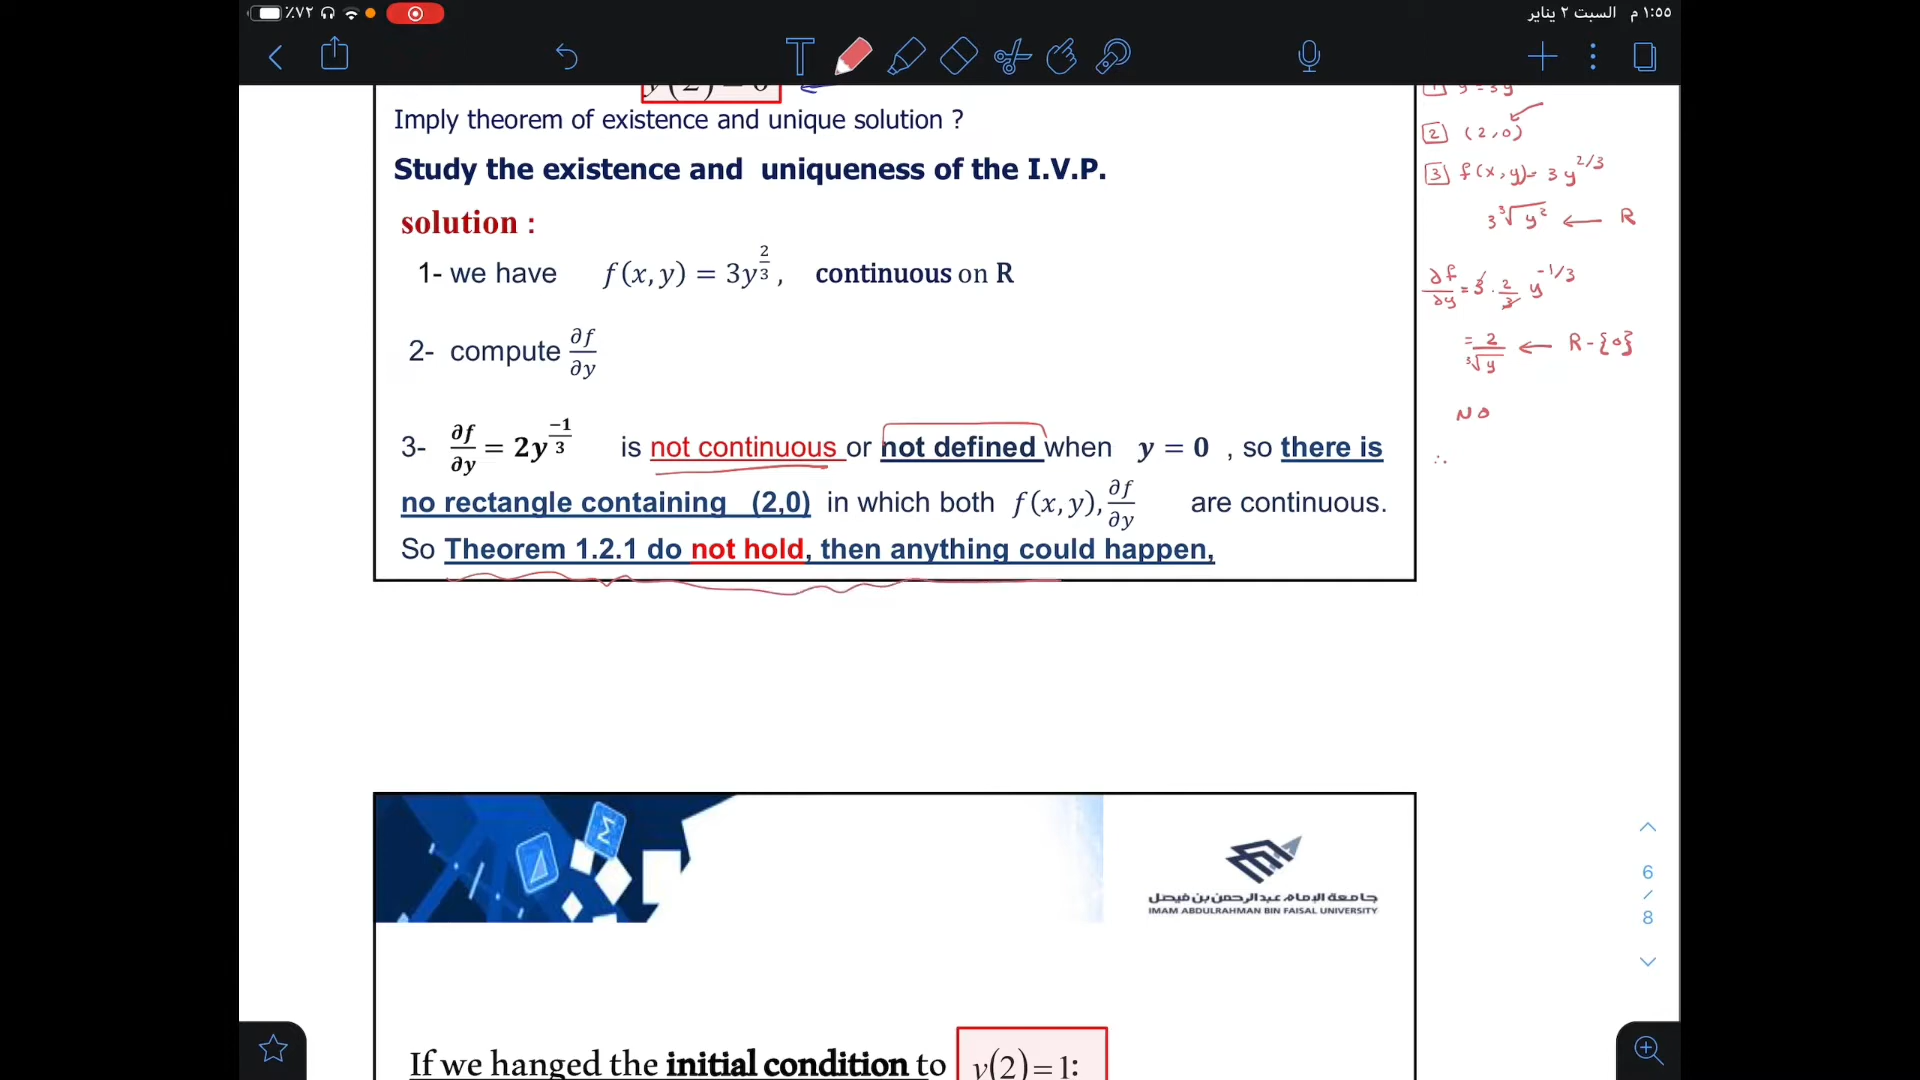 ٪٧٢
١:٥٥ م السبت ٢ يناير
T
y(2) = 0
Imply theorem of existence and unique solution ?
Study the existence and uniqueness of the I.V.P.
solution :
1- we have f(x, y) = 3y^{2/3}, continuous on R
2- compute ∂f/∂y
3- ∂f/∂y = 2y^{-1/3} is not continuous or not defined when y = 0 , so there is
no rectangle containing (2,0) in which both f(x, y), ∂f/∂y are continuous.
So Theorem 1.2.1 do not hold, then anything could happen,
[2] (2,0)
[3] f(x,y)= 3 y^{2/3}
3 ∛y² ← R
∂f/∂y = 3 . 2/3 y^{-1/3}
= 2/∛y ← R-{0}
NO
∴
Σ
جامعة الإمام عبدالرحمن بن فيصل
IMAM ABDULRAHMAN BIN FAISAL UNIVERSITY
6
/
8
If we hanged the initial condition to y(2) = 1: